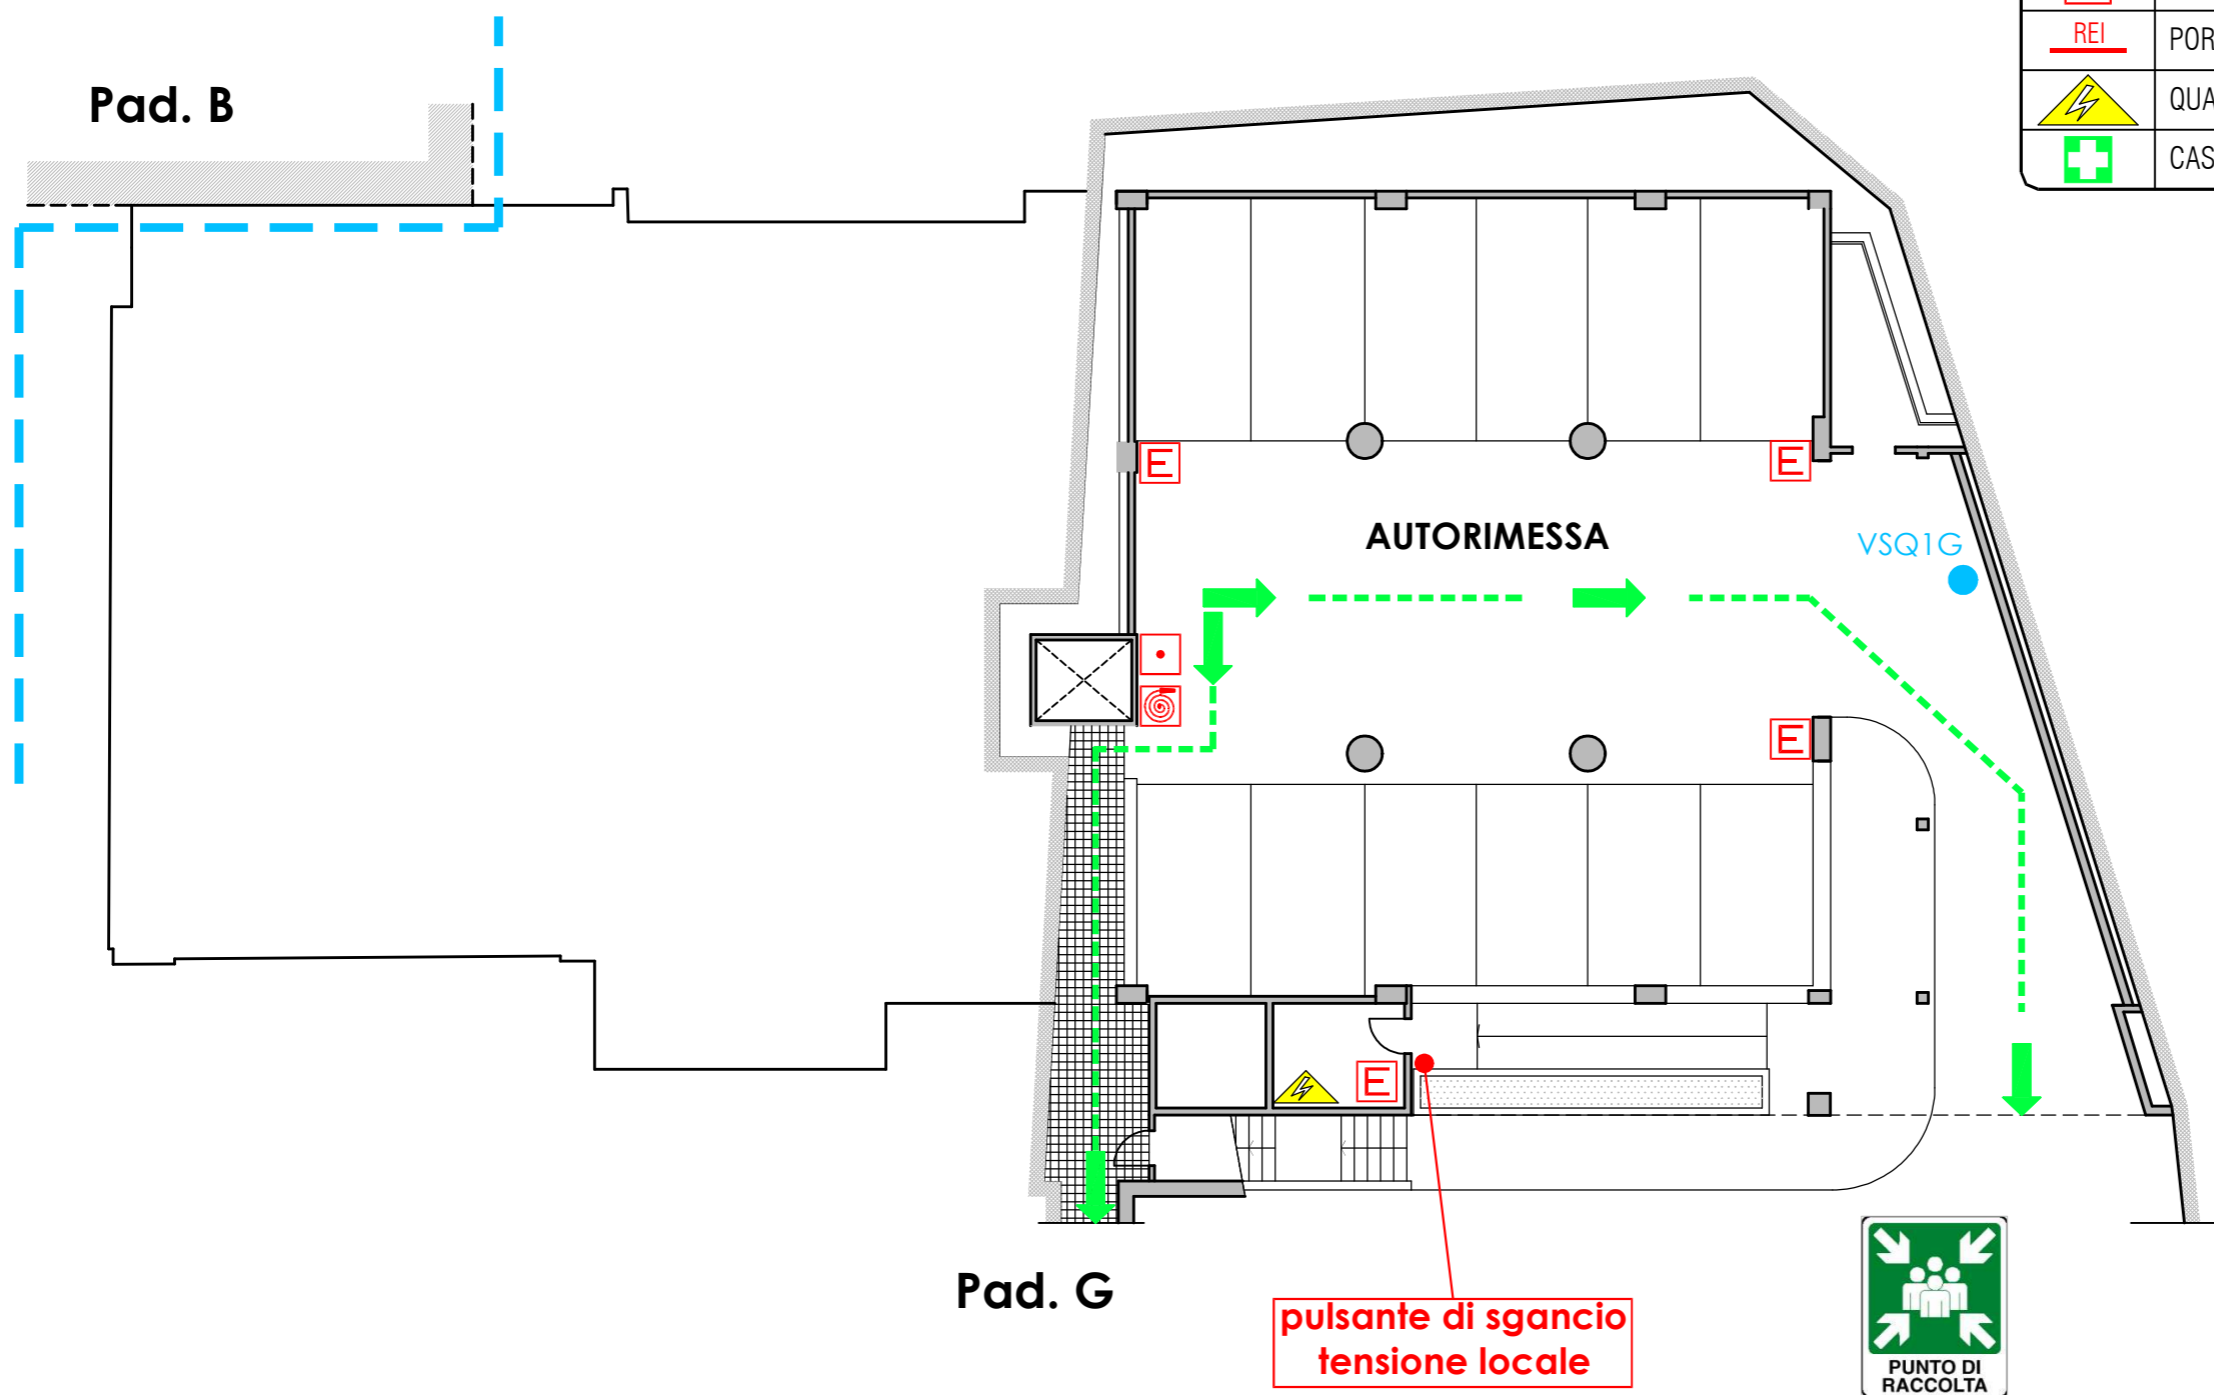 REI
POR
QUA
CAS
Pad. B
E
E
AUTORIMESSA
VSQ1G
E
E
Pad. G
pulsante di sgancio
tensione locale
PUNTO DI
RACCOLTA